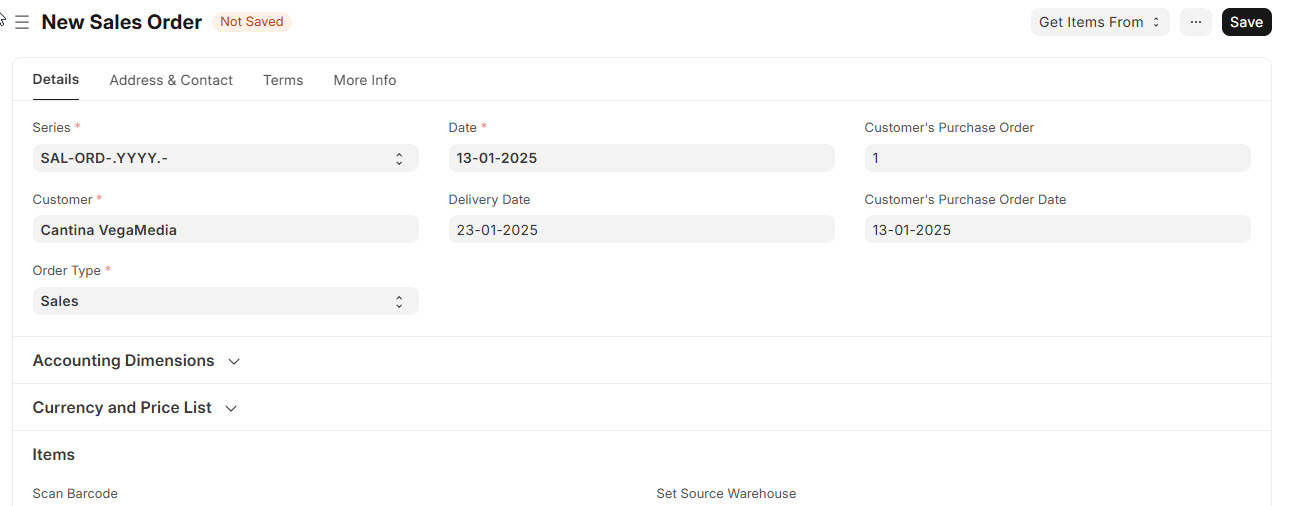 New Sales Order Not Saved Get Items From ··· Save
Details Address & Contact Terms More Info
Series * Date * Customer's Purchase Order
SAL-ORD-.YYYY.- 13-01-2025 1
Customer * Delivery Date Customer's Purchase Order Date
Cantina VegaMedia 23-01-2025 13-01-2025
Order Type *
Sales
Accounting Dimensions
Currency and Price List
Items
Scan Barcode Set Source Warehouse